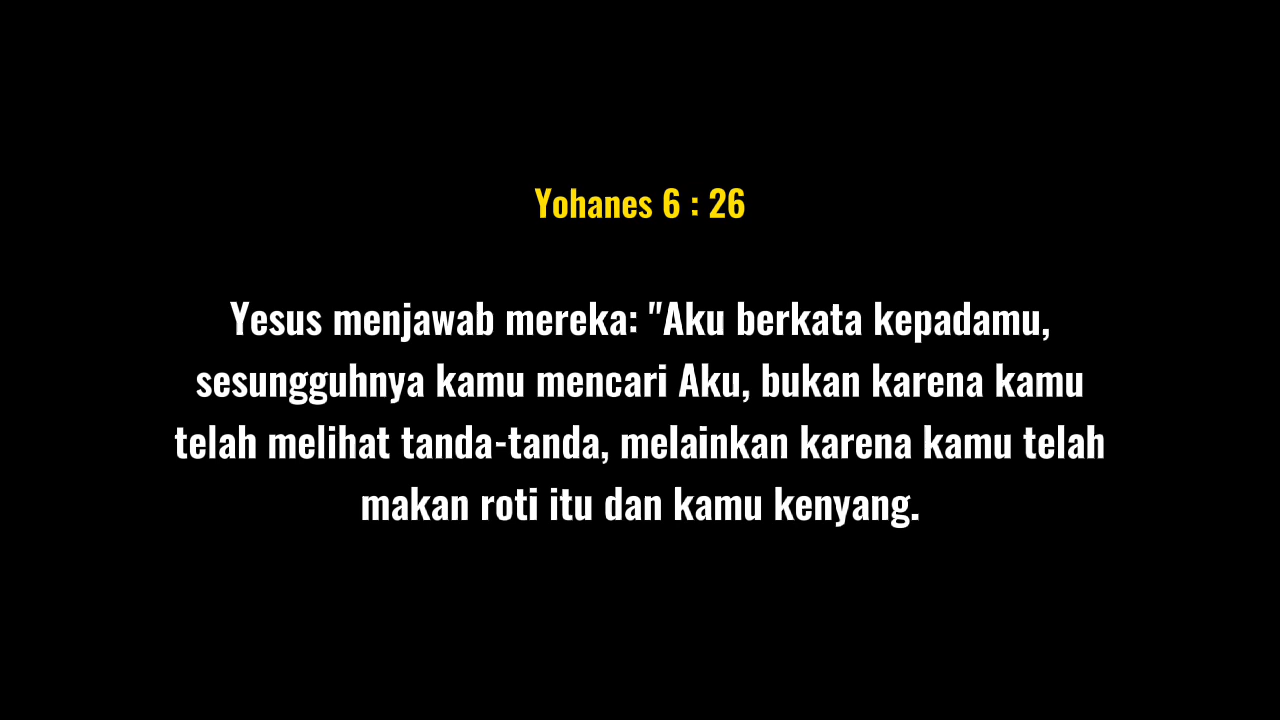 Yohanes 6 : 26
Yesus menjawab mereka: "Aku berkata kepadamu,
sesungguhnya kamu mencari Aku, bukan karena kamu
telah melihat tanda-tanda, melainkan karena kamu telah
makan roti itu dan kamu kenyang.